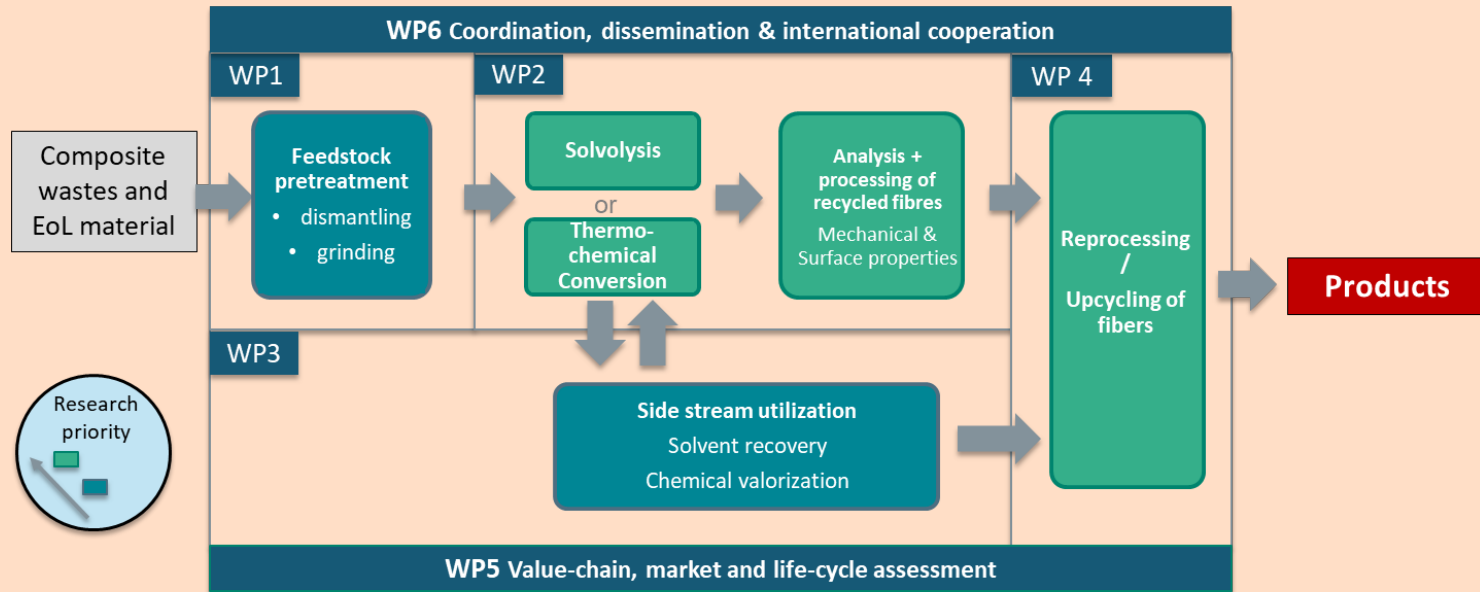 WP6 Coordination, dissemination & international cooperation
WP1
WP2
WP 4
Composite
wastes and
EoL material
Feedstock
pretreatment
• dismantling
• grinding
Solvolysis
or
Thermo-
chemical
Conversion
Analysis +
processing of
recycled fibres
Mechanical &
Surface properties
Reprocessing
/
Upcycling of
fibers
Products
WP3
Side stream utilization
Solvent recovery
Chemical valorization
Research
priority
WP5 Value-chain, market and life-cycle assessment